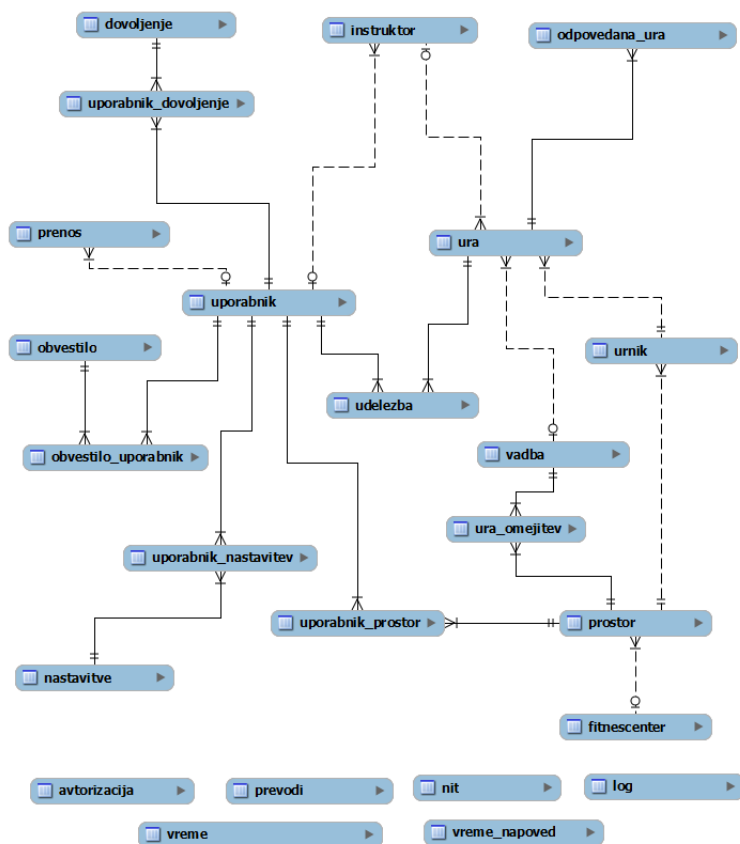 dovoljenje
instruktor
odpovedana_ura
uporabnik_dovoljenje
prenos
ura
uporabnik
obvestilo
urnik
udelezba
obvestilo_uporabnik
vadba
ura_omejitev
uporabnik_nastavitev
uporabnik_prostor
prostor
nastavitve
fitnescenter
avtorizacija
prevodi
nit
log
vreme
vreme_napoved